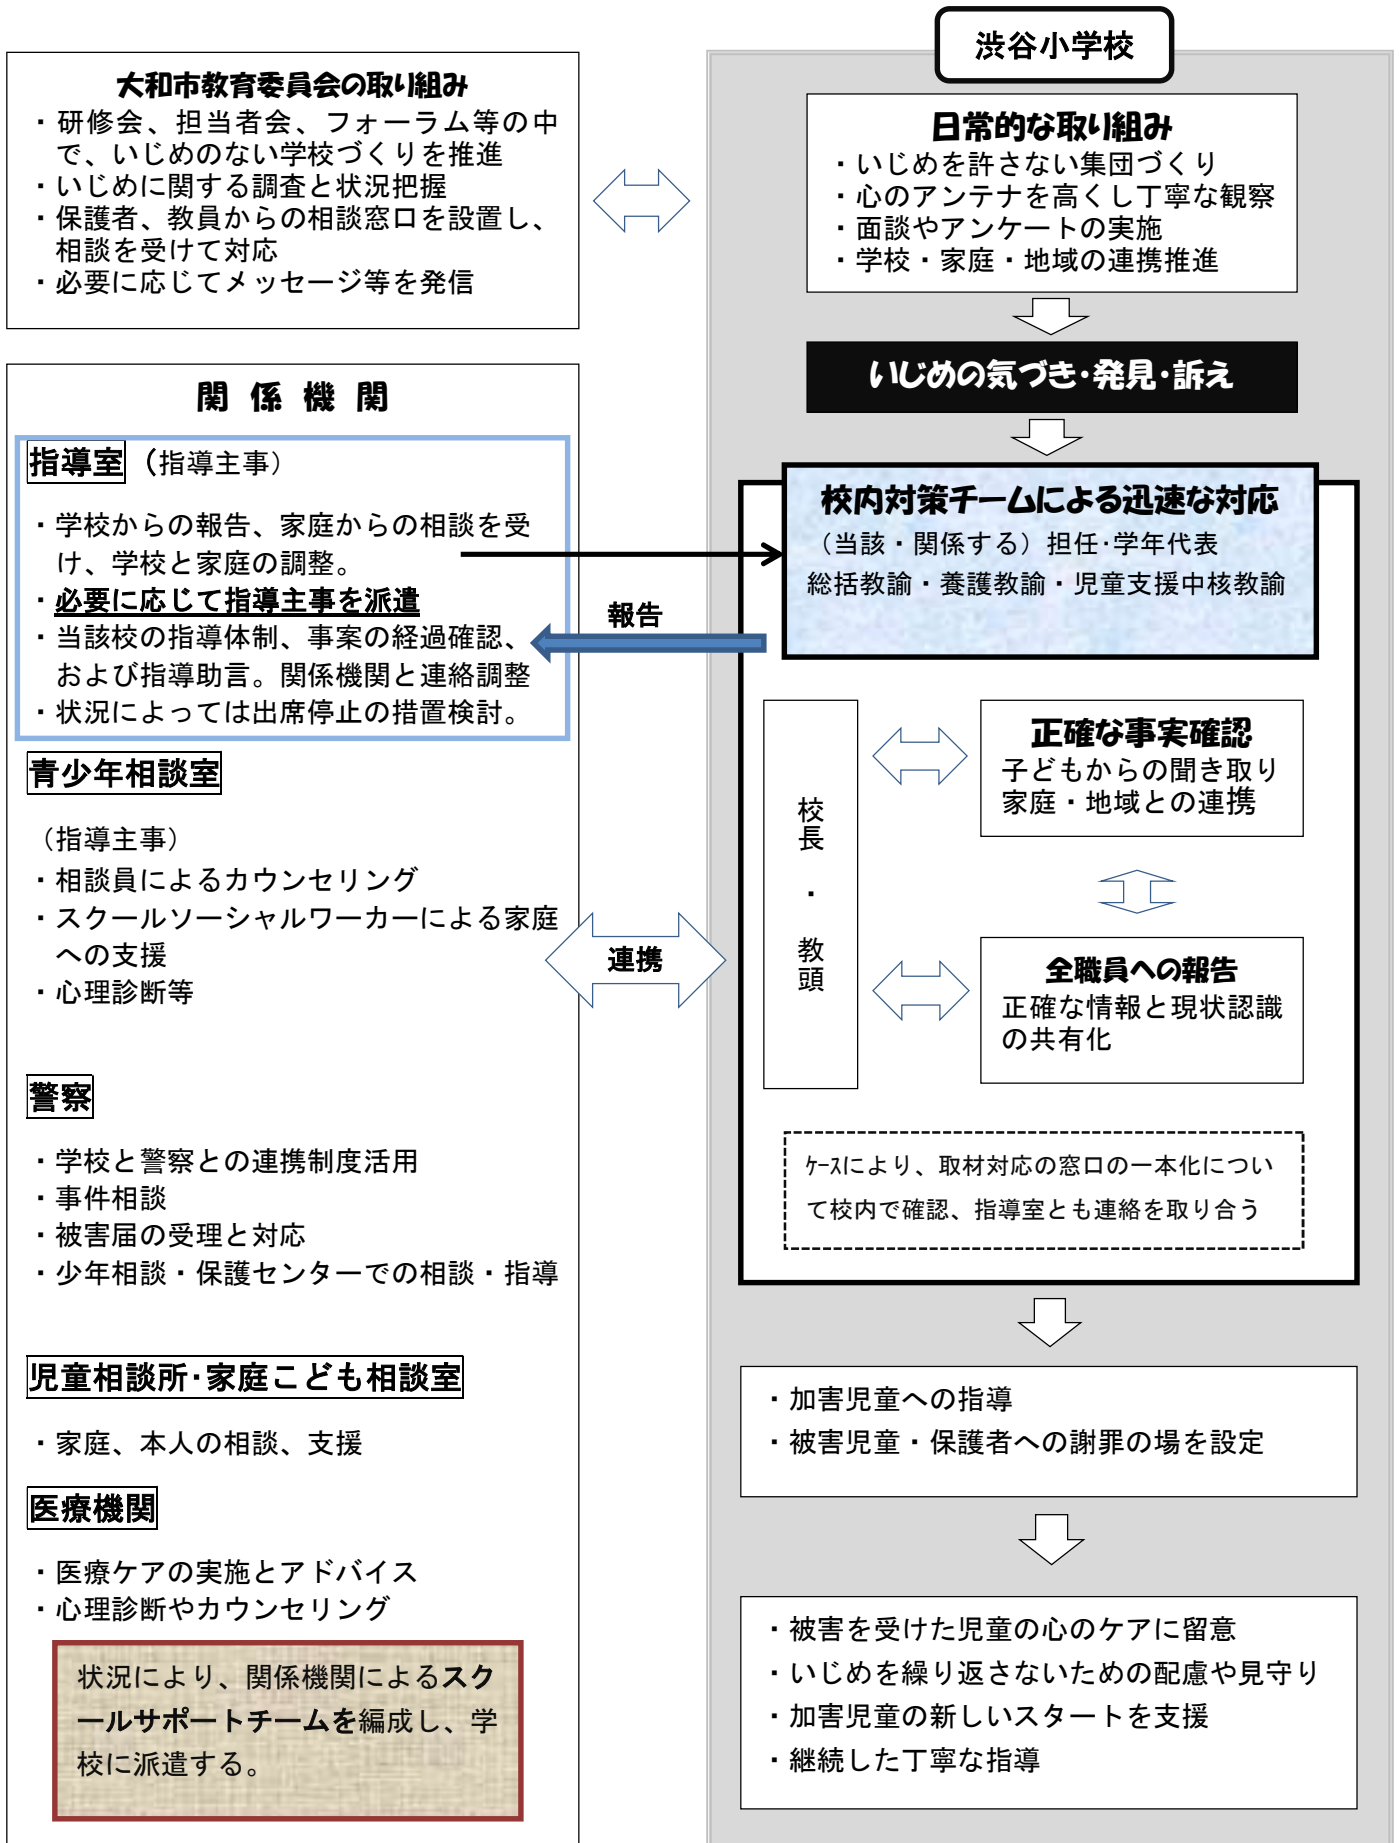 渋谷小学校
大和市教育委員会の取り組み
・研修会、担当者会、フォーラム等の中
で、いじめのない学校づくりを推進
・いじめに関する調査と状況把握
・保護者、教員からの相談窓口を設置し、
相談を受けて対応
・必要に応じてメッセージ等を発信
日常的な取り組み
・いじめを許さない集団づくり
・心のアンテナを高くし丁寧な観察
・面談やアンケートの実施
・学校・家庭・地域の連携推進
いじめの気づき・発見・訴え
関係機関
指導室（指導主事）
・学校からの報告、家庭からの相談を受
け、学校と家庭の調整。
・必要に応じて指導主事を派遣
・当該校の指導体制、事案の経過確認、
および指導助言。関係機関と連絡調整
・状況によっては出席停止の措置検討。
報告
校内対策チームによる迅速な対応
（当該・関係する）担任・学年代表
総括教諭・養護教諭・児童支援中核教諭
校長・教頭
正確な事実確認
子どもからの聞き取り
家庭・地域との連携
全職員への報告
正確な情報と現状認識
の共有化
ｹｰｽにより、取材対応の窓口の一本化につい
て校内で確認、指導室とも連絡を取り合う
青少年相談室
（指導主事）
・相談員によるカウンセリング
・スクールソーシャルワーカーによる家庭
への支援
・心理診断等
連携
警察
・学校と警察との連携制度活用
・事件相談
・被害届の受理と対応
・少年相談・保護センターでの相談・指導
児童相談所・家庭こども相談室
・家庭、本人の相談、支援
医療機関
・医療ケアの実施とアドバイス
・心理診断やカウンセリング
状況により、関係機関によるスク
ールサポートチームを編成し、学
校に派遣する。
・加害児童への指導
・被害児童・保護者への謝罪の場を設定
・被害を受けた児童の心のケアに留意
・いじめを繰り返さないための配慮や見守り
・加害児童の新しいスタートを支援
・継続した丁寧な指導